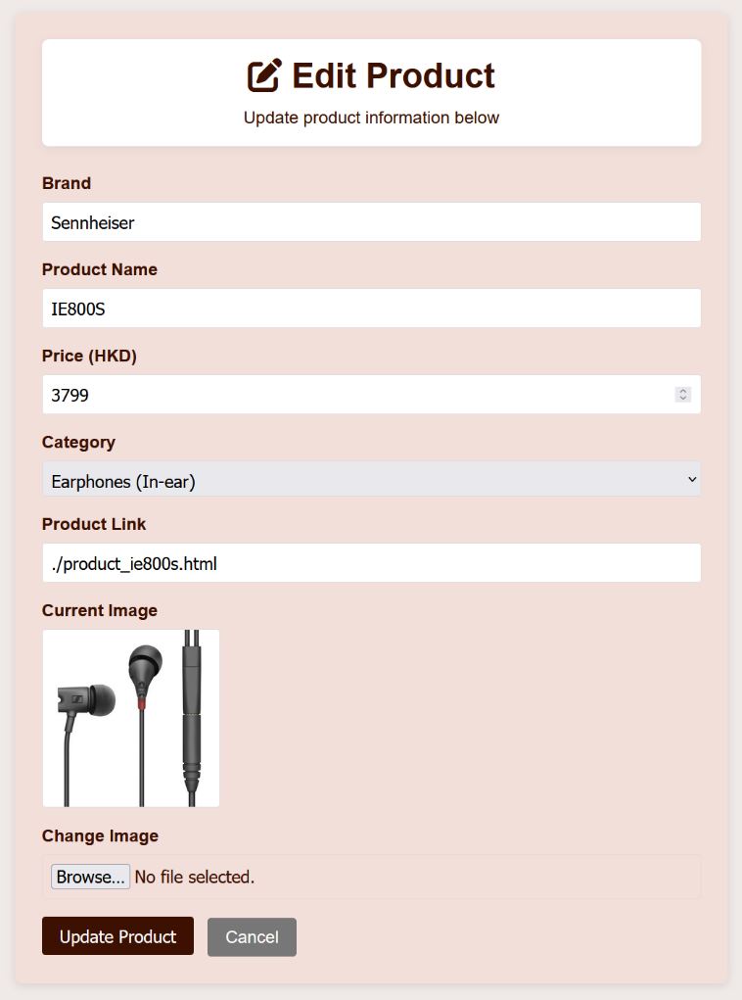 Edit Product
Update product information below
Brand
Sennheiser
Product Name
IE800S
Price (HKD)
3799
Category
Earphones (In-ear)
Product Link
./product_ie800s.html
Current Image
Change Image
Browse... No file selected.
Update Product Cancel